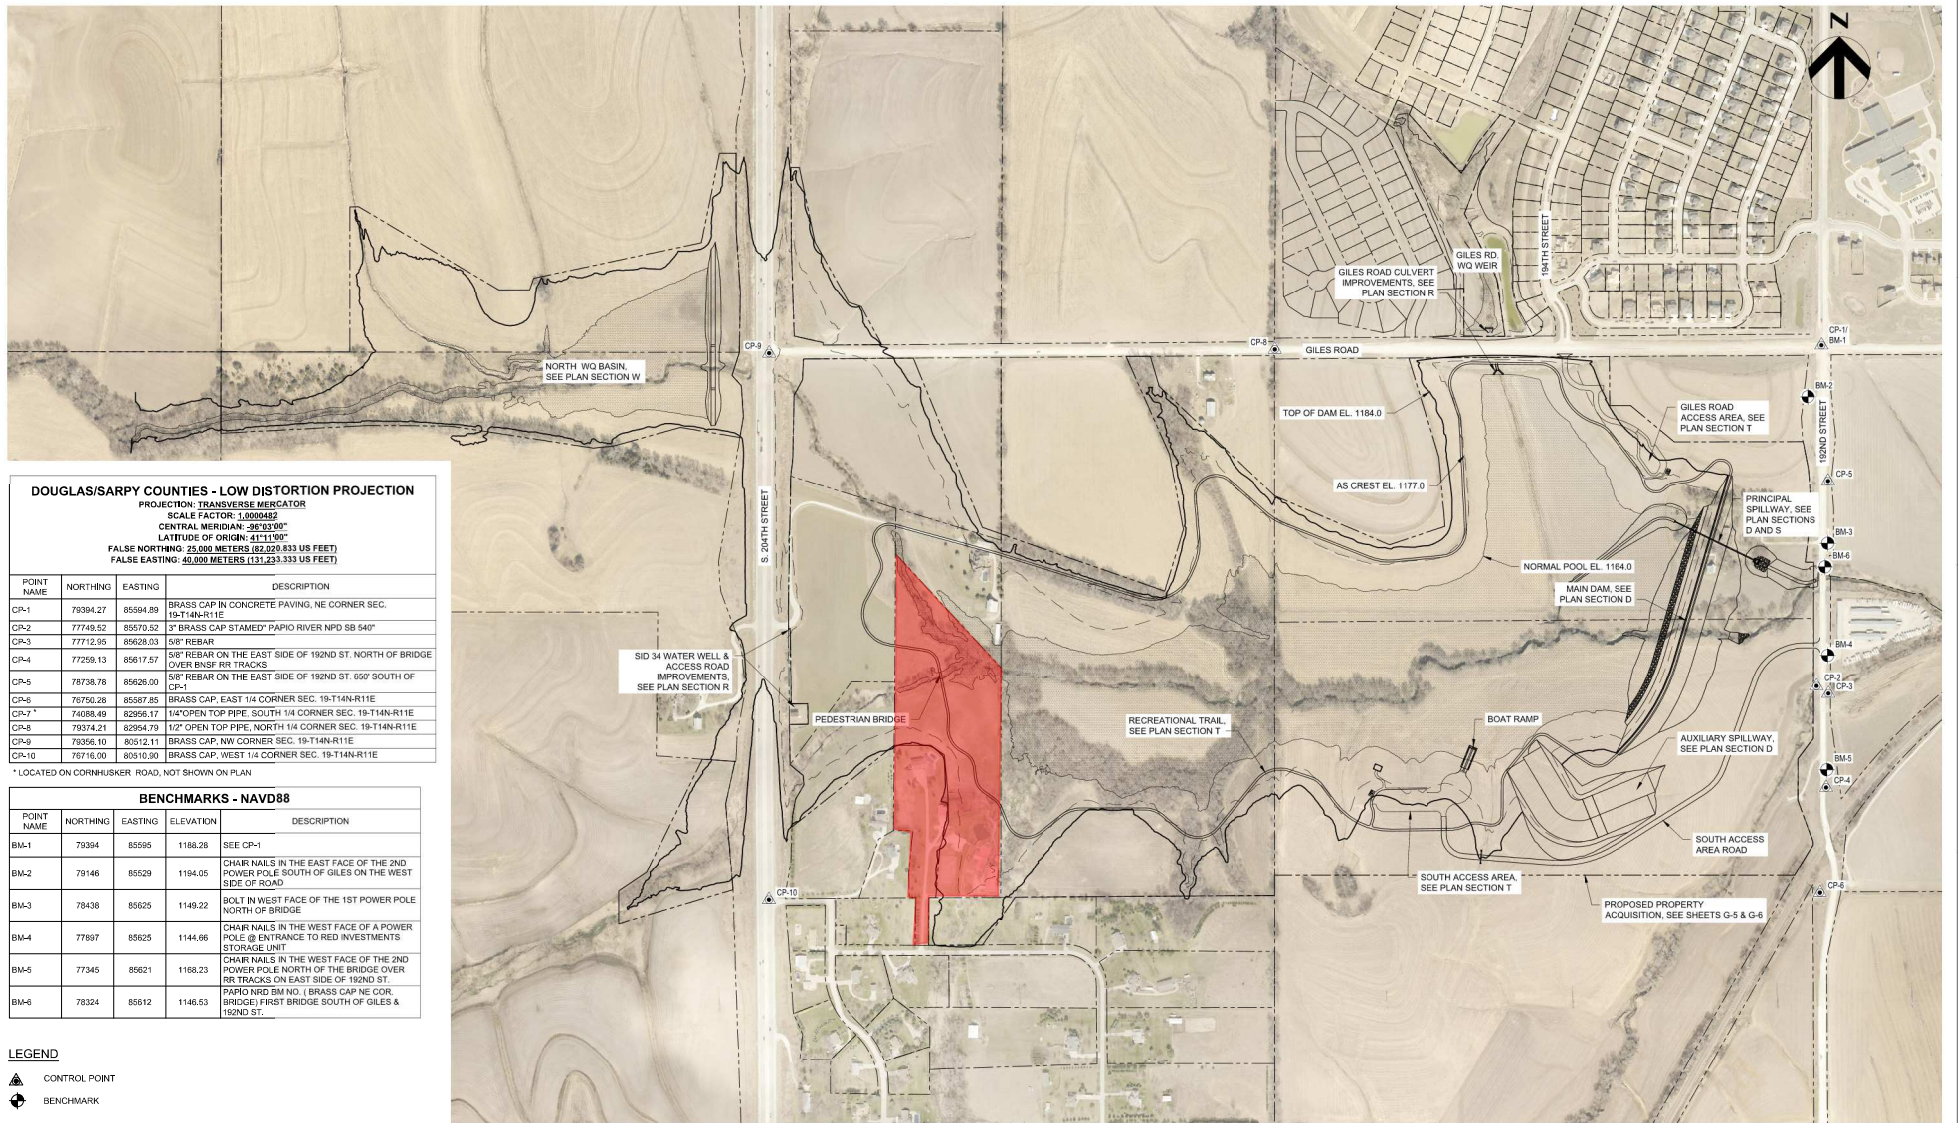 N
194TH STREET
GILES RD.
WQ WEIR
GILES ROAD CULVERT
IMPROVEMENTS, SEE
PLAN SECTION R
CP-9
CP-8
GILES ROAD
CP-1/
BM-1
NORTH WQ BASIN,
SEE PLAN SECTION W
BM-2
TOP OF DAM EL. 1184.0
GILES ROAD
ACCESS AREA, SEE
PLAN SECTION T
192ND STREET
AS CREST EL. 1177.0
CP-5
PRINCIPAL
SPILLWAY, SEE
PLAN SECTIONS
D AND S
S. 204TH STREET
BM-3
BM-6
NORMAL POOL EL. 1164.0
MAIN DAM, SEE
PLAN SECTION D
SID 34 WATER WELL &
ACCESS ROAD
IMPROVEMENTS,
SEE PLAN SECTION R
BM-4
CP-2
CP-3
PEDESTRIAN BRIDGE
RECREATIONAL TRAIL,
SEE PLAN SECTION T
BOAT RAMP
AUXILIARY SPILLWAY,
SEE PLAN SECTION D
BM-5
CP-4
SOUTH ACCESS
AREA ROAD
SOUTH ACCESS AREA,
SEE PLAN SECTION T
CP-10
CP-6
PROPOSED PROPERTY
ACQUISITION, SEE SHEETS G-5 & G-6
DOUGLAS/SARPY COUNTIES - LOW DISTORTION PROJECTION
PROJECTION: TRANSVERSE MERCATOR
SCALE FACTOR: 1.0000482
CENTRAL MERIDIAN: -96°03'00"
LATITUDE OF ORIGIN: 41°11'00"
FALSE NORTHING: 25,000 METERS (82,020.833 US FEET)
FALSE EASTING: 40,000 METERS (131,233.333 US FEET)
POINT NAME NORTHING EASTING DESCRIPTION
CP-1 79394.27 85594.89 BRASS CAP IN CONCRETE PAVING, NE CORNER SEC.
19-T14N-R11E
CP-2 77749.52 85570.52 3" BRASS CAP STAMED" PAPIO RIVER NPD SB 540"
CP-3 77712.95 85628.03 5/8" REBAR
CP-4 77259.13 85617.57 5/8" REBAR ON THE EAST SIDE OF 192ND ST. NORTH OF BRIDGE
OVER BNSF RR TRACKS
CP-5 78738.78 85626.00 5/8" REBAR ON THE EAST SIDE OF 192ND ST. 650' SOUTH OF
CP-1
CP-6 76750.28 85587.85 BRASS CAP, EAST 1/4 CORNER SEC. 19-T14N-R11E
CP-7 * 74088.49 82956.17 1/4"OPEN TOP PIPE, SOUTH 1/4 CORNER SEC. 19-T14N-R11E
CP-8 79374.21 82954.79 1/2" OPEN TOP PIPE, NORTH 1/4 CORNER SEC. 19-T14N-R11E
CP-9 79356.10 80512.11 BRASS CAP, NW CORNER SEC. 19-T14N-R11E
CP-10 76716.00 80510.90 BRASS CAP, WEST 1/4 CORNER SEC. 19-T14N-R11E
* LOCATED ON CORNHUSKER ROAD, NOT SHOWN ON PLAN
BENCHMARKS - NAVD88
POINT NAME NORTHING EASTING ELEVATION DESCRIPTION
BM-1 79394 85595 1188.28 SEE CP-1
BM-2 79146 85529 1194.05 CHAIR NAILS IN THE EAST FACE OF THE 2ND
POWER POLE SOUTH OF GILES ON THE WEST
SIDE OF ROAD
BM-3 78438 85625 1149.22 BOLT IN WEST FACE OF THE 1ST POWER POLE
NORTH OF BRIDGE
BM-4 77897 85625 1144.66 CHAIR NAILS IN THE WEST FACE OF A POWER
POLE @ ENTRANCE TO RED INVESTMENTS
STORAGE UNIT
BM-5 77345 85621 1168.23 CHAIR NAILS IN THE WEST FACE OF THE 2ND
POWER POLE NORTH OF THE BRIDGE OVER
RR TRACKS ON EAST SIDE OF 192ND ST.
BM-6 78324 85612 1146.53 PAPIO NRD BM NO. ( BRASS CAP NE COR.
BRIDGE) FIRST BRIDGE SOUTH OF GILES &
192ND ST.
LEGEND
CONTROL POINT
BENCHMARK